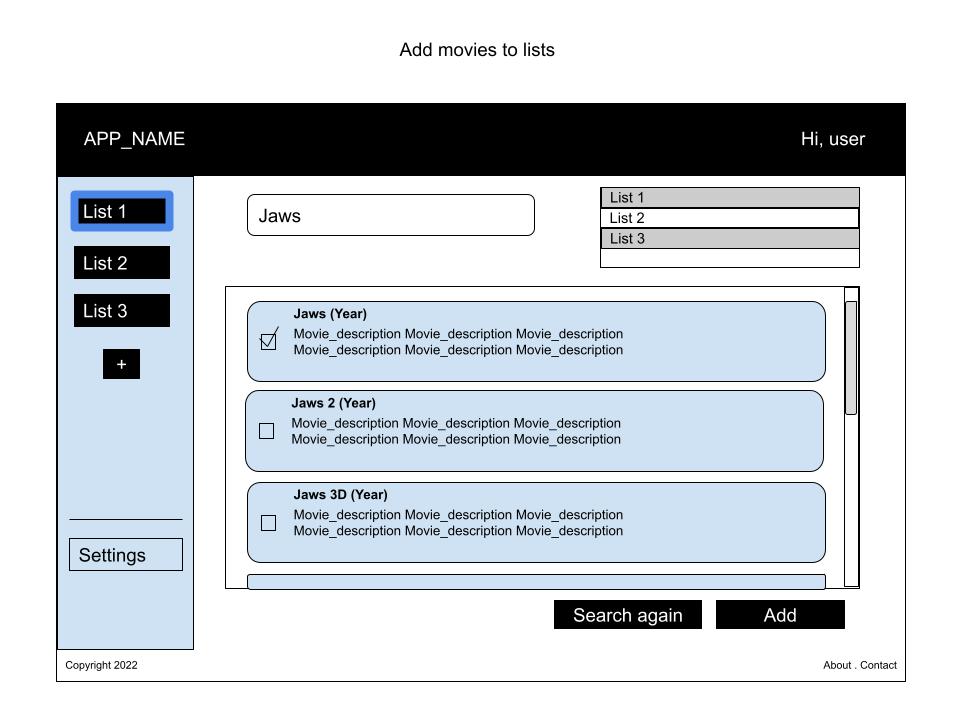 Add movies to lists
APP_NAME
Hi, user
List 1
List 2
List 3
+
Settings
Jaws
List 1
List 2
List 3
Jaws (Year)
Movie_description Movie_description Movie_description
Movie_description Movie_description Movie_description
Jaws 2 (Year)
Movie_description Movie_description Movie_description
Movie_description Movie_description Movie_description
Jaws 3D (Year)
Movie_description Movie_description Movie_description
Movie_description Movie_description Movie_description
Search again
Add
Copyright 2022
About . Contact